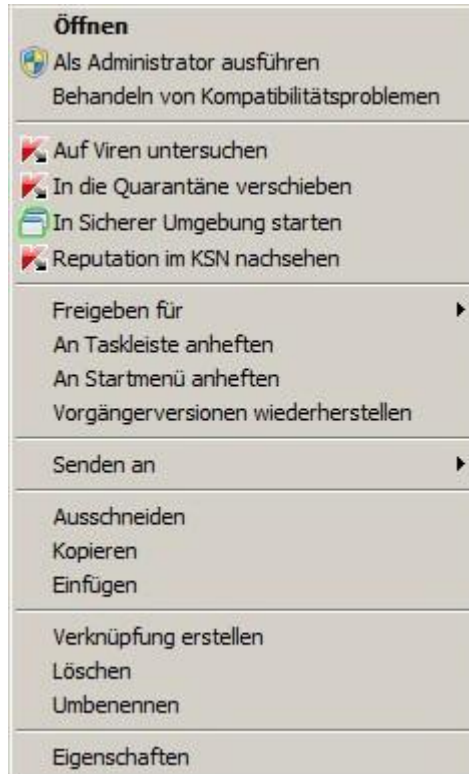 Öffnen
Als Administrator ausführen
Behandeln von Kompatibilitätsproblemen
Auf Viren untersuchen
In die Quarantäne verschieben
In Sicherer Umgebung starten
Reputation im KSN nachsehen
Freigeben für
An Taskleiste anheften
An Startmenü anheften
Vorgängerversionen wiederherstellen
Senden an
Ausschneiden
Kopieren
Einfügen
Verknüpfung erstellen
Löschen
Umbenennen
Eigenschaften